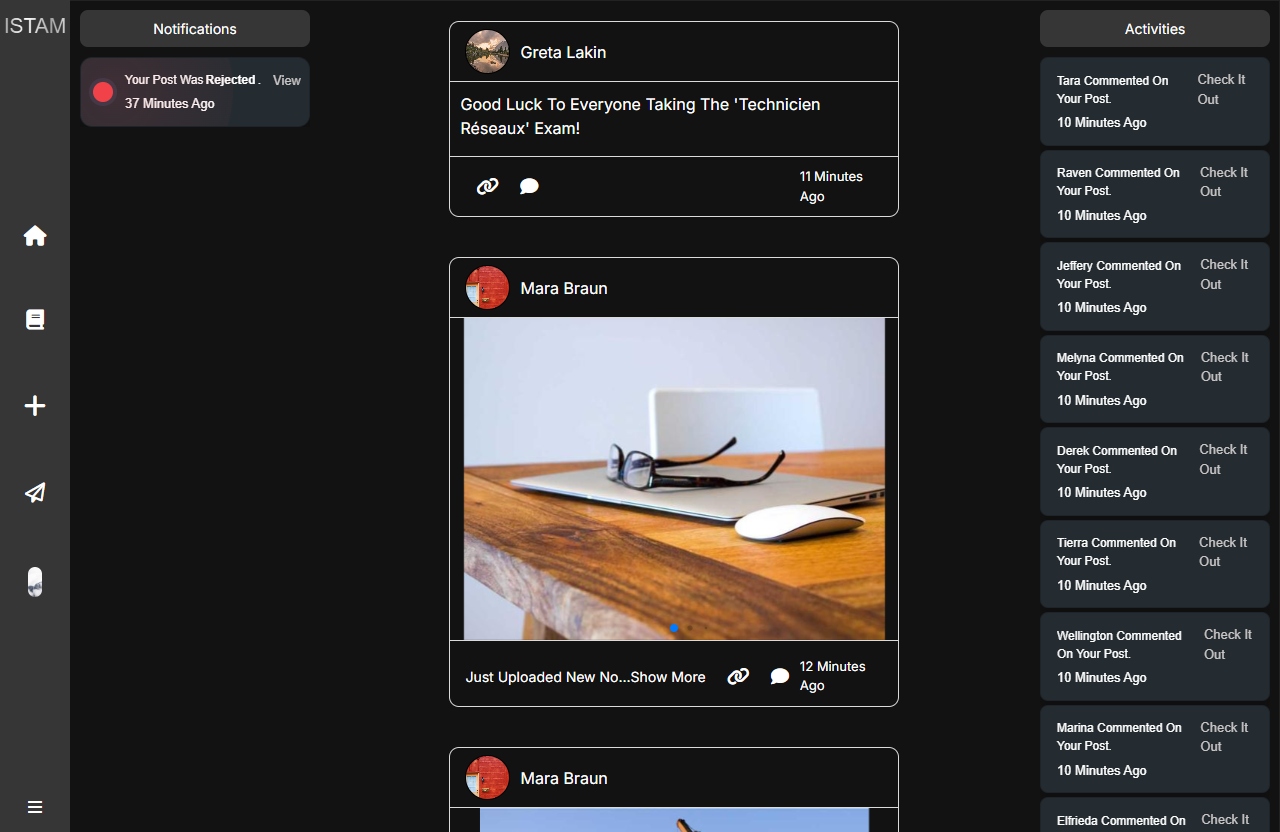 ISTAM
Notifications
Your Post Was Rejected . View
37 Minutes Ago
Greta Lakin
Good Luck To Everyone Taking The 'Technicien
Réseaux' Exam!
11 Minutes
Ago
Mara Braun
Just Uploaded New No...Show More
12 Minutes
Ago
Mara Braun
Activities
Tara Commented On
Your Post.
10 Minutes Ago
Check It
Out
Raven Commented On
Your Post.
10 Minutes Ago
Check It
Out
Jeffery Commented On
Your Post.
10 Minutes Ago
Check It
Out
Melyna Commented On
Your Post.
10 Minutes Ago
Check It
Out
Derek Commented On
Your Post.
10 Minutes Ago
Check It
Out
Tierra Commented On
Your Post.
10 Minutes Ago
Check It
Out
Wellington Commented
On Your Post.
10 Minutes Ago
Check It
Out
Marina Commented On
Your Post.
10 Minutes Ago
Check It
Out
Elfrieda Commented On
Check It